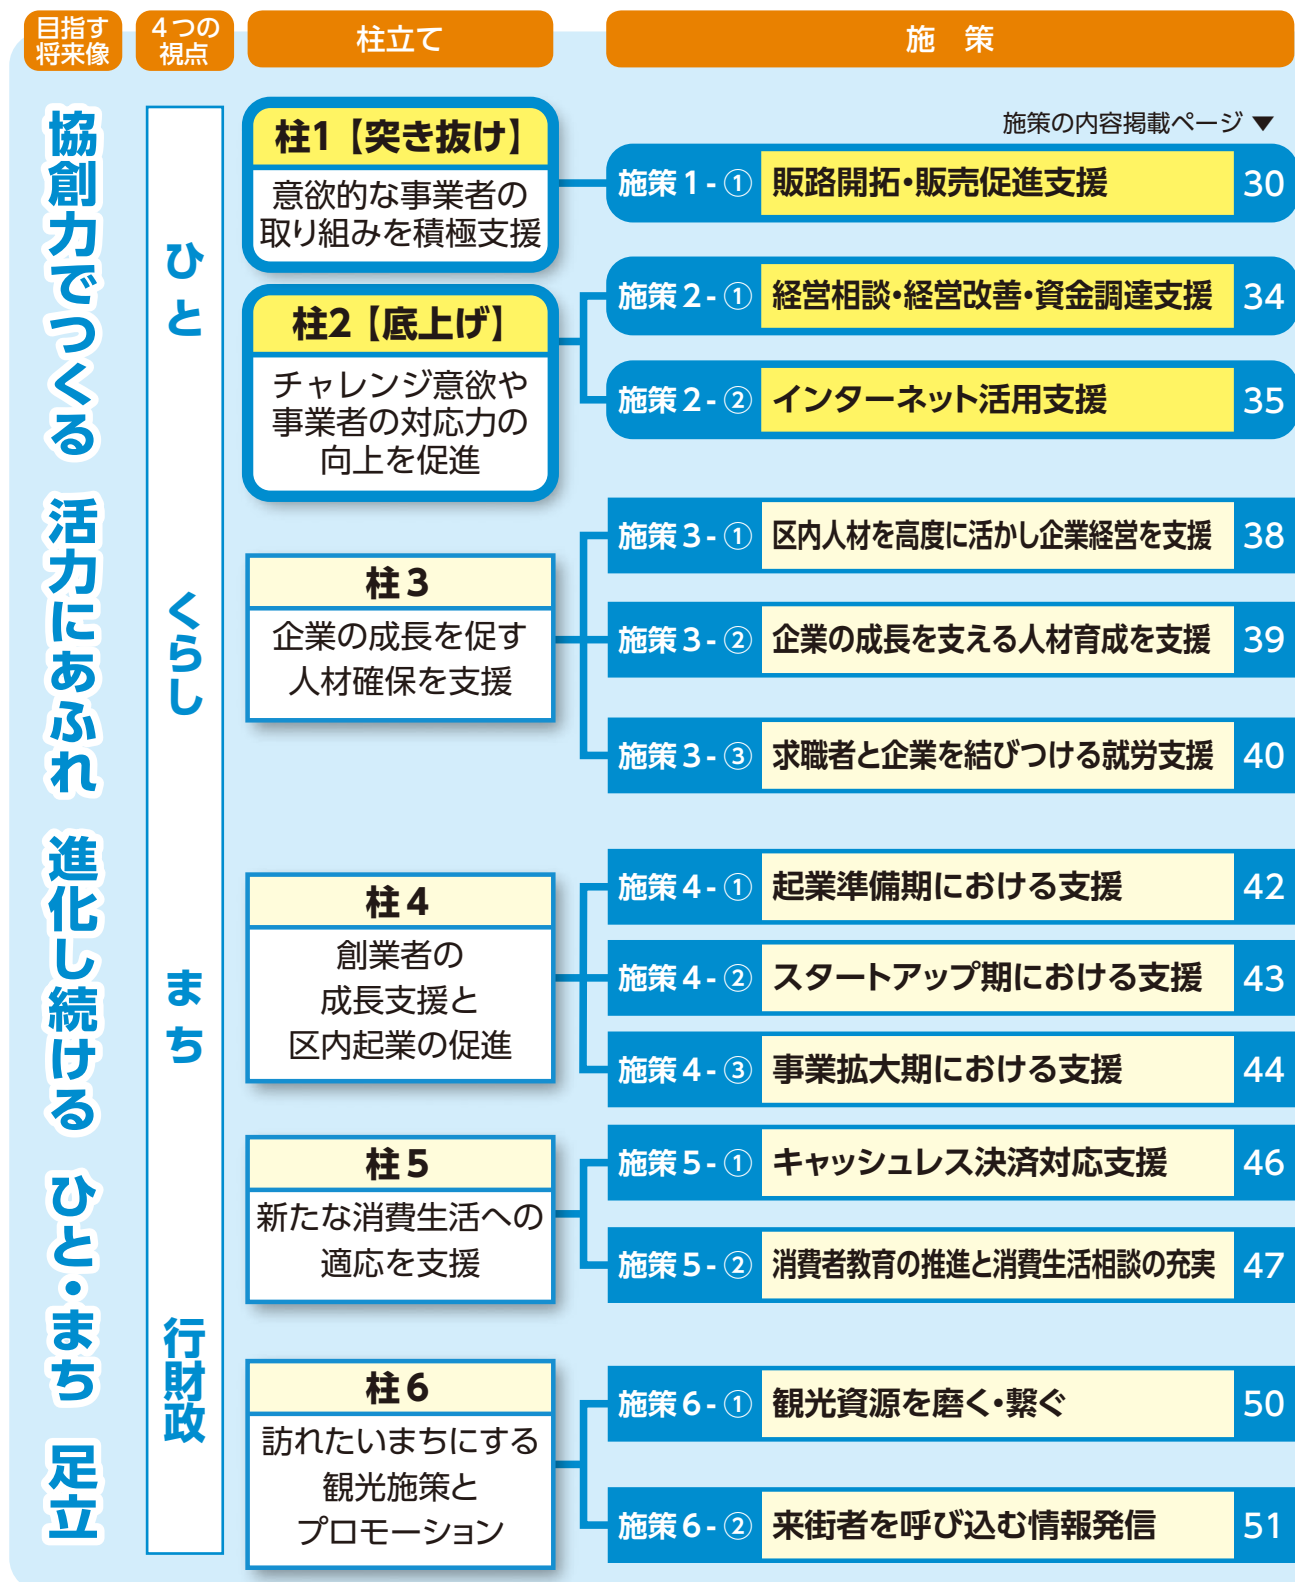 目指す
将来像
4つの
視点
柱立て
施　策
協創力でつくる　活力にあふれ　進化し続ける　ひと・まち　足立
ひと
くらし
まち
行財政
施策の内容掲載ページ ▼
柱1【突き抜け】
意欲的な事業者の
取り組みを積極支援
施策1-① 販路開拓・販売促進支援 30
柱2【底上げ】
チャレンジ意欲や
事業者の対応力の
向上を促進
施策2-① 経営相談・経営改善・資金調達支援 34
施策2-② インターネット活用支援 35
柱3
企業の成長を促す
人材確保を支援
施策3-① 区内人材を高度に活かし企業経営を支援 38
施策3-② 企業の成長を支える人材育成を支援 39
施策3-③ 求職者と企業を結びつける就労支援 40
柱4
創業者の
成長支援と
区内起業の促進
施策4-① 起業準備期における支援 42
施策4-② スタートアップ期における支援 43
施策4-③ 事業拡大期における支援 44
柱5
新たな消費生活への
適応を支援
施策5-① キャッシュレス決済対応支援 46
施策5-② 消費者教育の推進と消費生活相談の充実 47
柱6
訪れたいまちにする
観光施策と
プロモーション
施策6-① 観光資源を磨く・繋ぐ 50
施策6-② 来街者を呼び込む情報発信 51